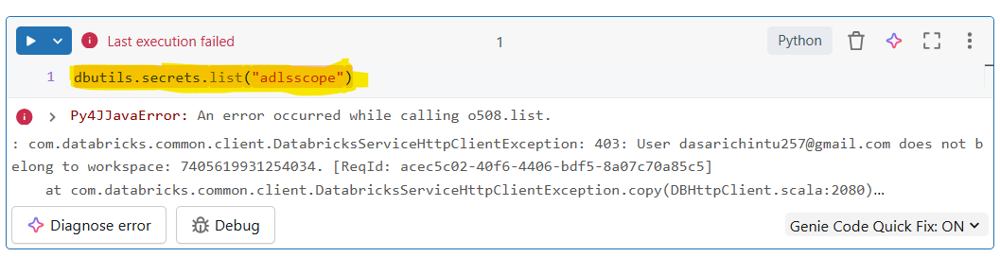 Last execution failed
1
Python
1
dbutils.secrets.list("adlsscope")
Py4JJavaError: An error occurred while calling o508.list.
: com.databricks.common.client.DatabricksServiceHttpClientException: 403: User dasarichintu257@gmail.com does not b
elong to workspace: 7405619931254034. [ReqId: acec5c02-40f6-4406-bdf5-8a07c70a85c5]
at com.databricks.common.client.DatabricksServiceHttpClientException.copy(DBHttpClient.scala:2080)…
Diagnose error
Debug
Genie Code Quick Fix: ON